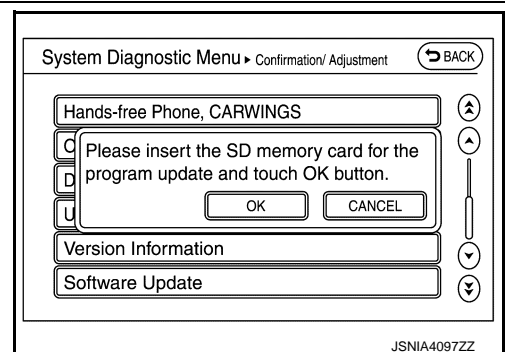 System Diagnostic Menu ▸ Confirmation/ Adjustment
BACK
Hands-free Phone, CARWINGS
Please insert the SD memory card for the
program update and touch OK button.
OK
CANCEL
C
D
U
Version Information
Software Update
JSNIA4097ZZ